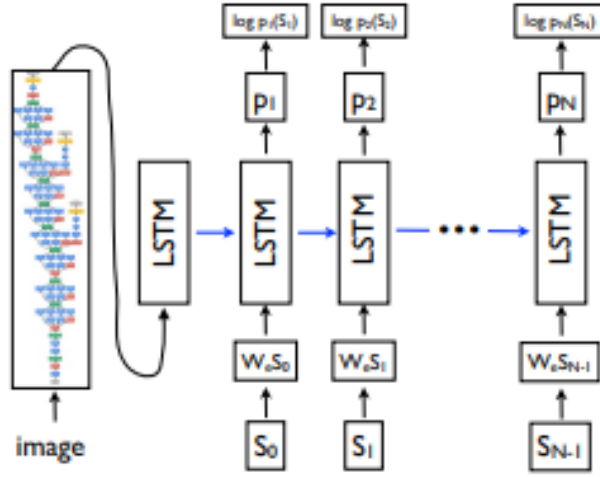 log p₁(S₁) log p₂(S₂) log pN(SN)
p₁ p₂ pN
LSTM LSTM LSTM ••• LSTM
WₑS₀ WₑS₁ WₑSN-1
image S₀ S₁ SN-1